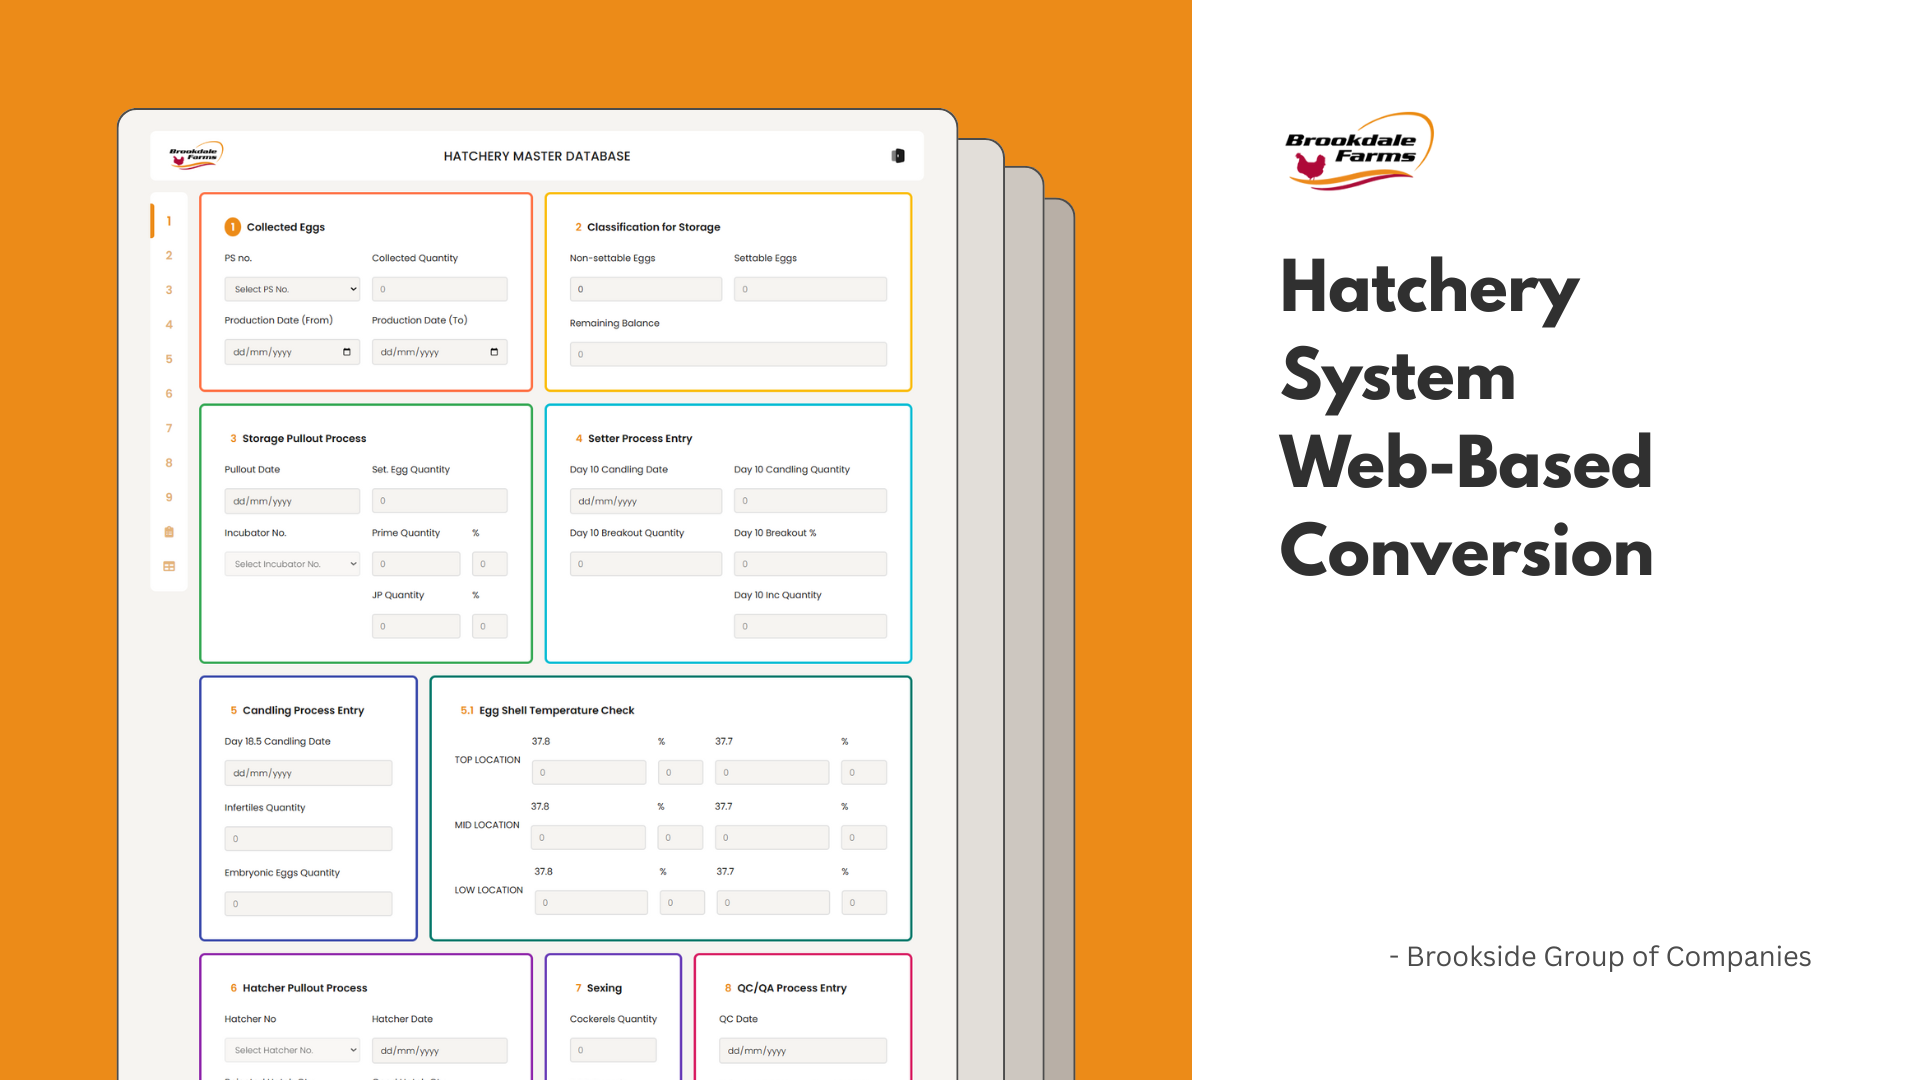 Brookdale
Farms
HATCHERY MASTER DATABASE
1
2
3
4
5
6
7
8
9
1 Collected Eggs
PS no.
Collected Quantity
Select PS No.
0
Production Date (From)
Production Date (To)
dd/mm/yyyy
dd/mm/yyyy
2 Classification for Storage
Non-settable Eggs
Settable Eggs
0
0
Remaining Balance
0
3 Storage Pullout Process
Pullout Date
Set. Egg Quantity
dd/mm/yyyy
0
Incubator No.
Prime Quantity
%
Select Incubator No.
0
0
JP Quantity
%
0
0
4 Setter Process Entry
Day 10 Candling Date
Day 10 Candling Quantity
dd/mm/yyyy
0
Day 10 Breakout Quantity
Day 10 Breakout %
0
0
Day 10 Inc Quantity
0
5 Candling Process Entry
Day 18.5 Candling Date
dd/mm/yyyy
Infertiles Quantity
0
Embryonic Eggs Quantity
0
5.1 Egg Shell Temperature Check
37.8 % 37.7 %
TOP LOCATION
0 0 0 0
37.8 % 37.7 %
MID LOCATION
0 0 0 0
37.8 % 37.7 %
LOW LOCATION
0 0 0 0
6 Hatcher Pullout Process
Hatcher No
Hatcher Date
Select Hatcher No.
dd/mm/yyyy
7 Sexing
Cockerels Quantity
0
8 QC/QA Process Entry
QC Date
dd/mm/yyyy
Brookdale
Farms
Hatchery
System
Web-Based
Conversion
- Brookside Group of Companies